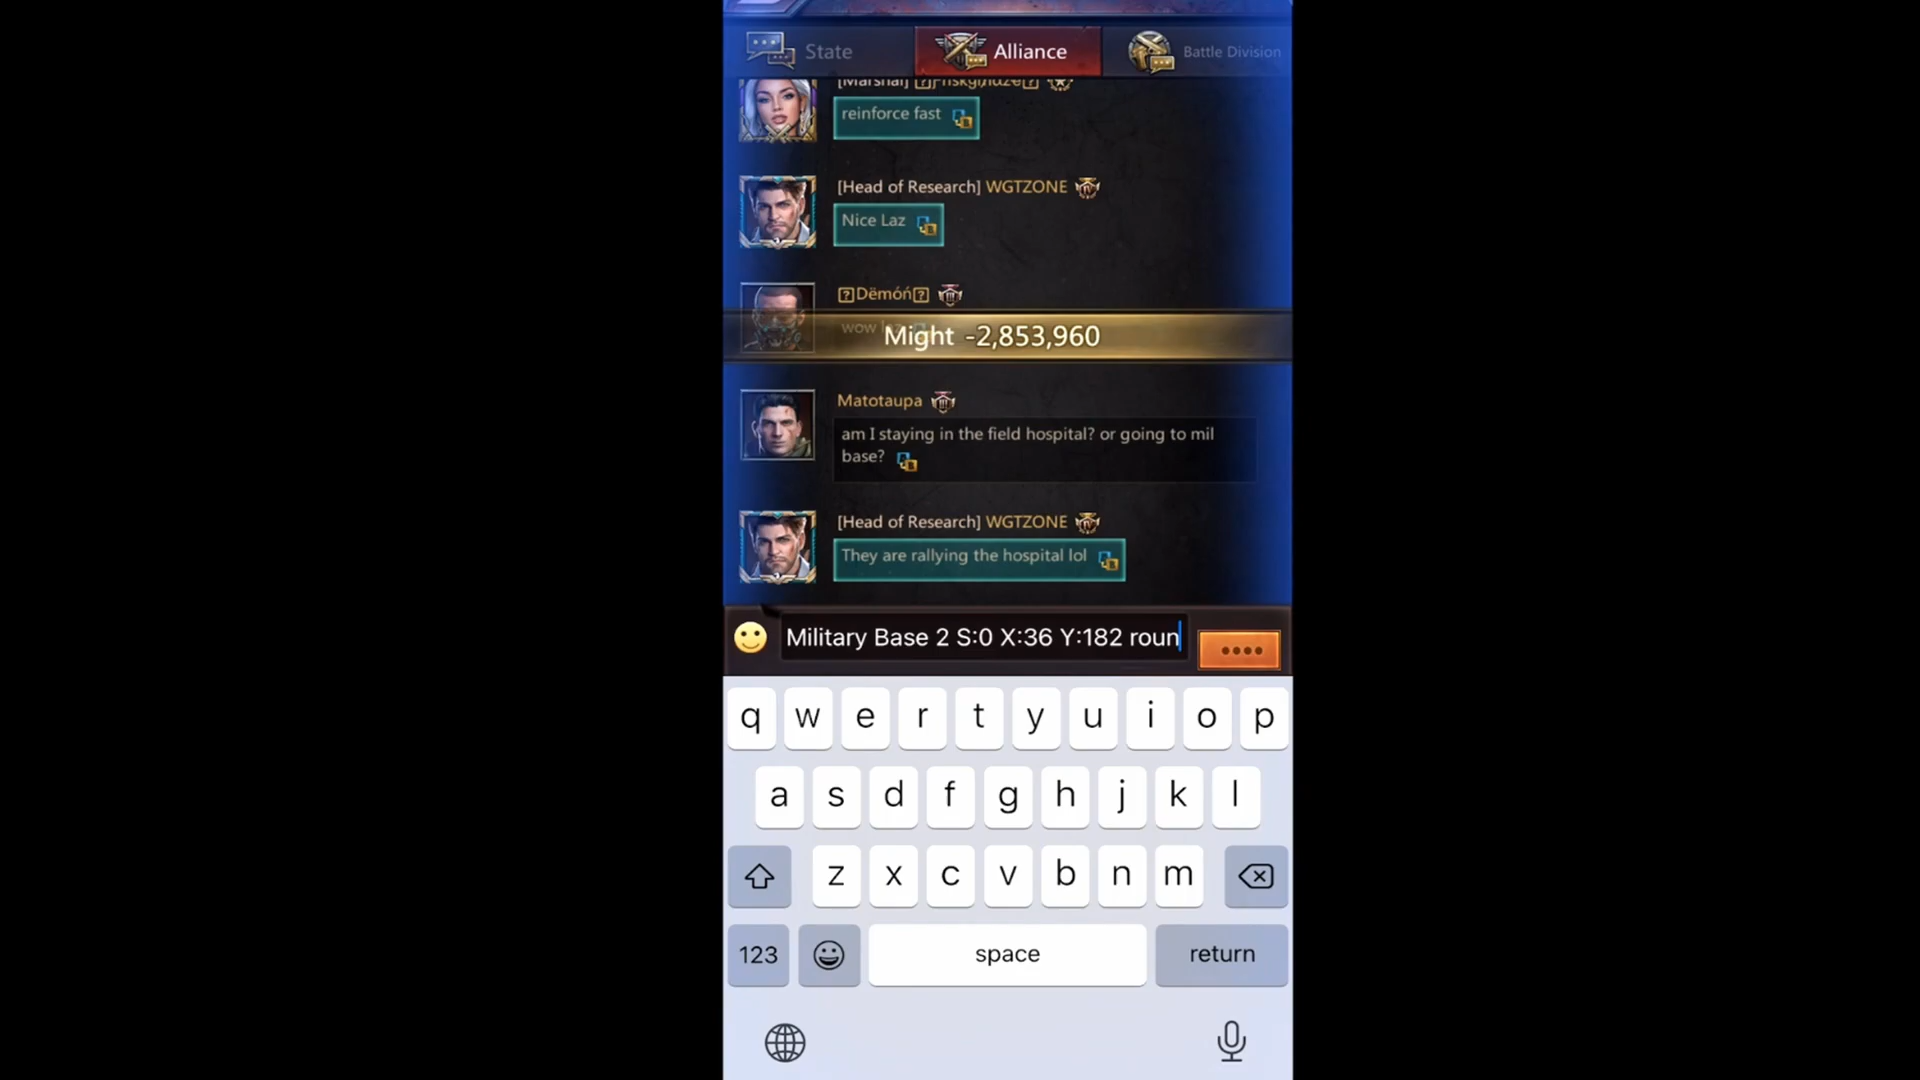 State
Alliance
Battle Division
[Marshal]
reinforce fast
[Head of Research] WGTZONE
Nice Laz
Dëmóń
wow
Might -2,853,960
Matotaupa
am I staying in the field hospital? or going to mil
base?
[Head of Research] WGTZONE
They are rallying the hospital lol
Military Base 2 S:0 X:36 Y:182 roun
q w e r t y u i o p
a s d f g h j k l
z x c v b n m
123 space return